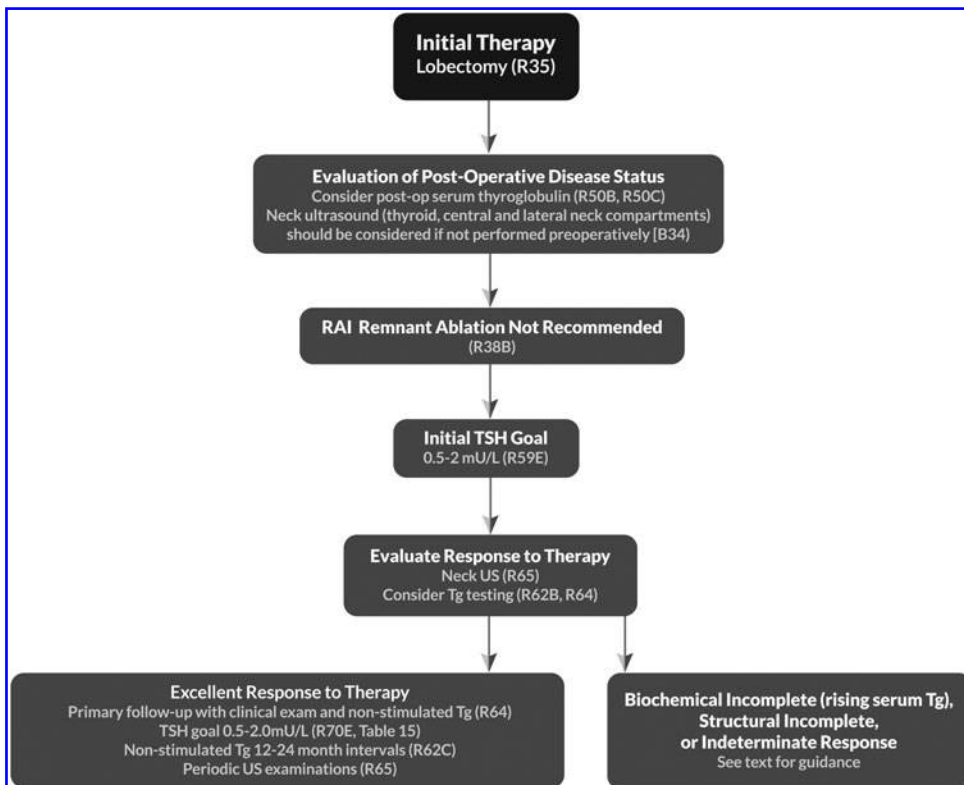 Initial Therapy
Lobectomy (R35)
Evaluation of Post-Operative Disease Status
Consider post-op serum thyroglobulin (R50B, R50C)
Neck ultrasound (thyroid, central and lateral neck compartments)
should be considered if not performed preoperatively [B34)
RAI Remnant Ablation Not Recommended
(R38B)
Initial TSH Goal
0.5-2 mU/L (R59E)
Evaluate Response to Therapy
Neck US (R65)
Consider Tg testing (R62B, R64)
Excellent Response to Therapy
Primary follow-up with clinical exam and non-stimulated Tg (R64)
TSH goal 0.5-2.0mU/L (R70E, Table 15)
Non-stimulated Tg 12-24 month intervals (R62C)
Periodic US examinations (R65)
Biochemical Incomplete (rising serum Tg),
Structural Incomplete,
or Indeterminate Response
See text for guidance